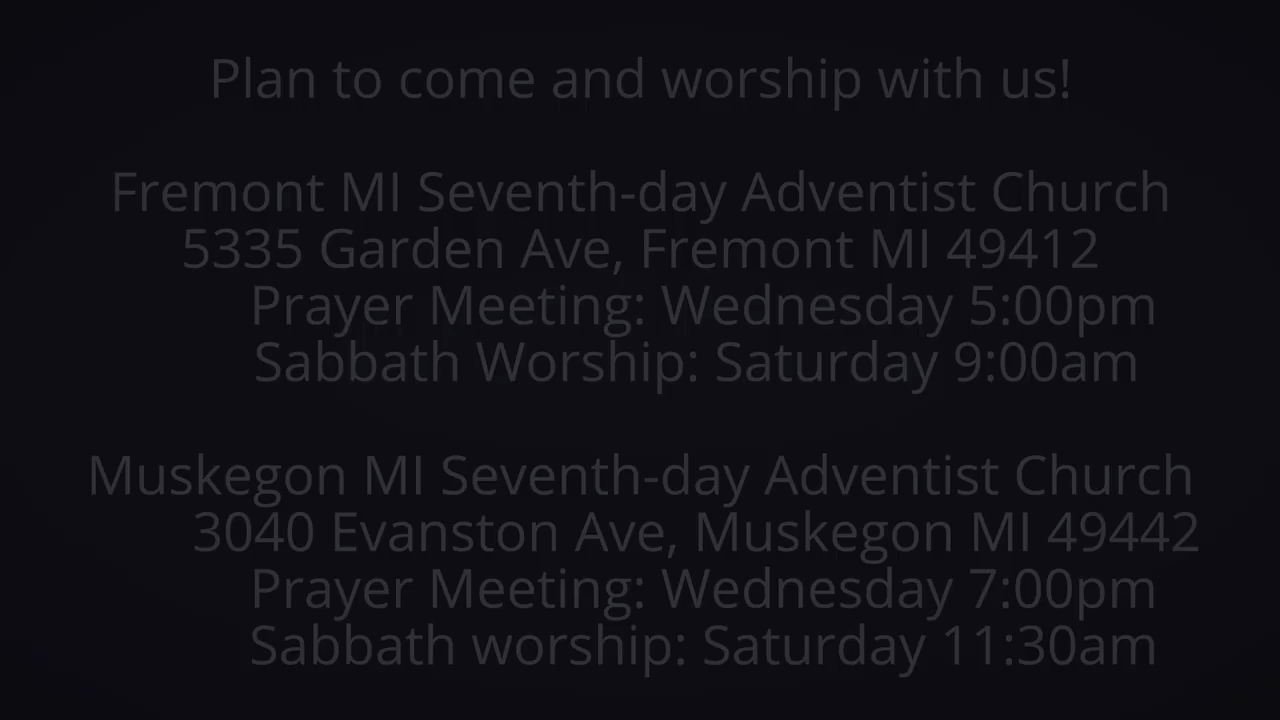 Plan to come and worship with us!
Fremont MI Seventh-day Adventist Church
5335 Garden Ave, Fremont MI 49412
Prayer Meeting: Wednesday 5:00pm
Sabbath Worship: Saturday 9:00am
Muskegon MI Seventh-day Adventist Church
3040 Evanston Ave, Muskegon MI 49442
Prayer Meeting: Wednesday 7:00pm
Sabbath worship: Saturday 11:30am